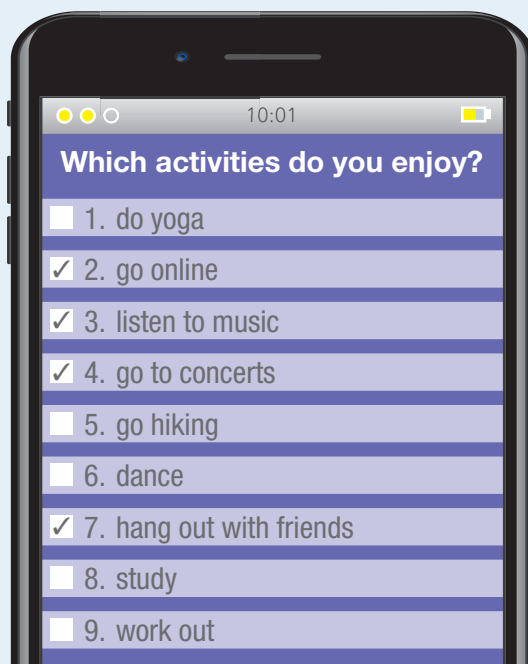 10:01
Which activities do you enjoy?
1. do yoga
✓ 2. go online
✓ 3. listen to music
✓ 4. go to concerts
5. go hiking
6. dance
✓ 7. hang out with friends
8. study
9. work out